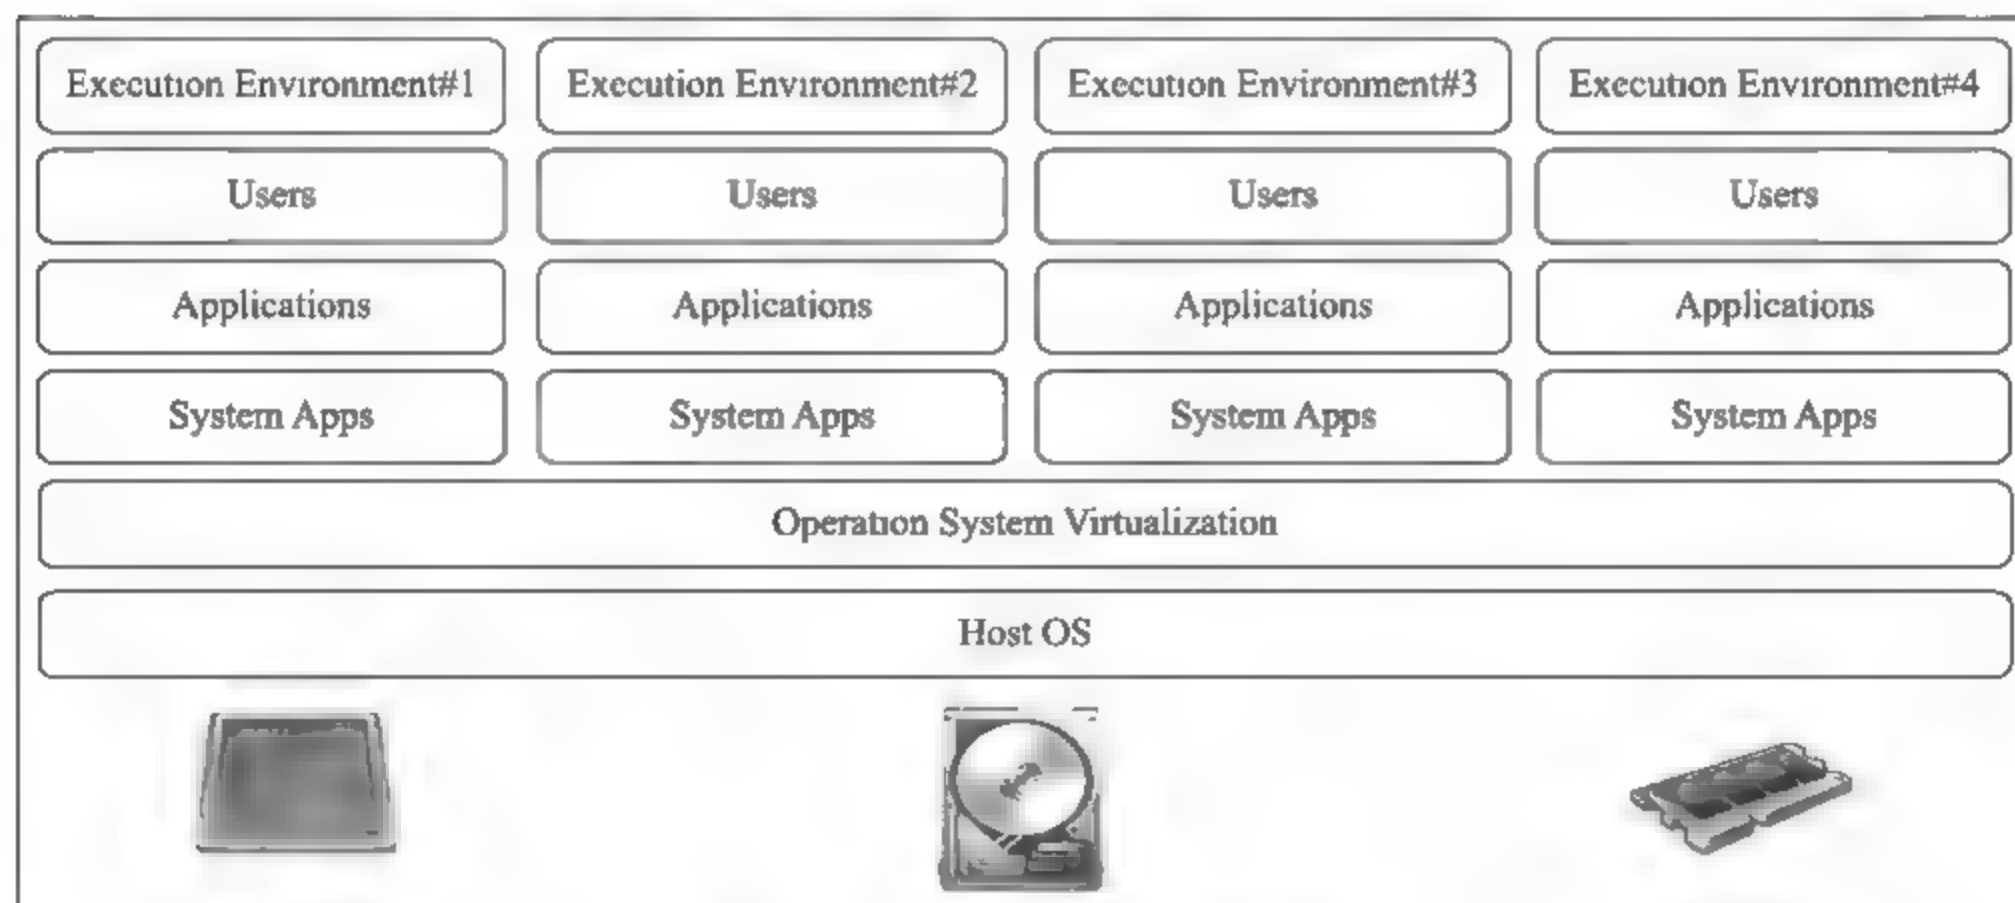 Execution Environment#1 Execution Environment#2 Execution Environment#3 Execution Environment#4
Users Users Users Users
Applications Applications Applications Applications
System Apps System Apps System Apps System Apps
Operation System Virtualization
Host OS